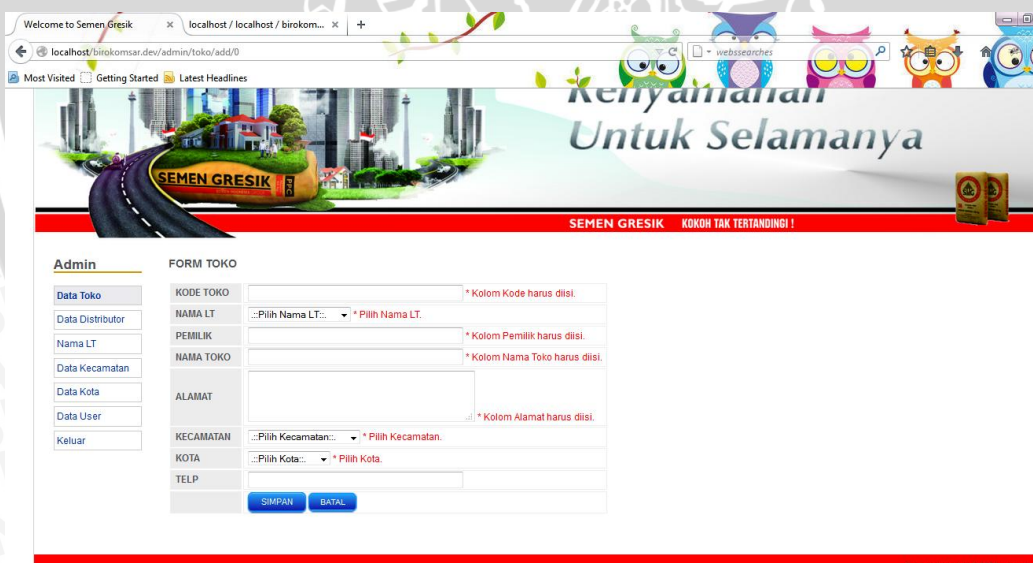 Welcome to Semen Gresik
localhost / localhost / birokom...
localhost/birokomsar.dev/admin/toko/add/0
webssearches
Most Visited Getting Started Latest Headlines
Kenyamanan
Untuk Selamanya
SEMEN GRESIK
PPC
SEMEN GRESIK KOKOH TAK TERTANDINGI !
Admin
Data Toko
Data Distributor
Nama LT
Data Kecamatan
Data Kota
Data User
Keluar
FORM TOKO
KODE TOKO * Kolom Kode harus diisi.
NAMA LT .::Pilih Nama LT::. * Pilih Nama LT.
PEMILIK * Kolom Pemilik harus diisi.
NAMA TOKO * Kolom Nama Toko harus diisi.
ALAMAT * Kolom Alamat harus diisi.
KECAMATAN .::Pilih Kecamatan::. * Pilih Kecamatan.
KOTA .::Pilih Kota::. * Pilih Kota.
TELP
SIMPAN BATAL